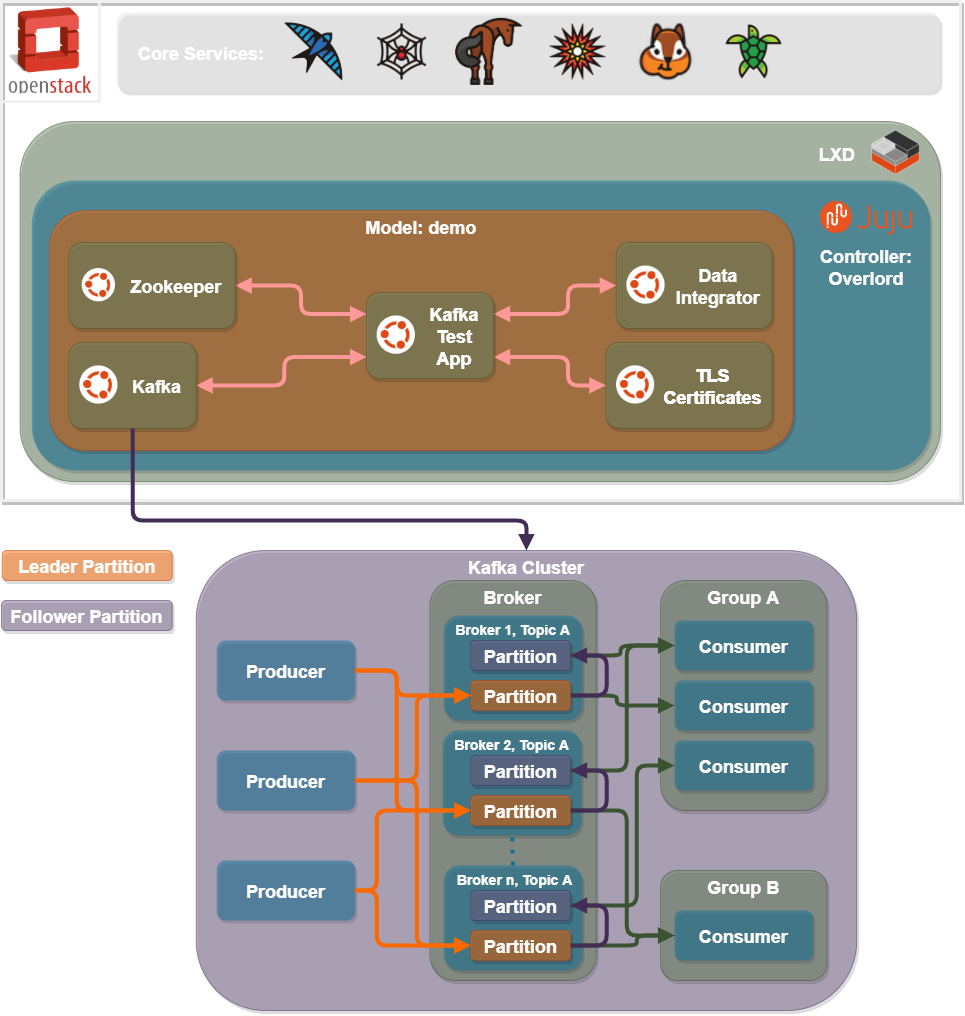 openstack
Core Services:
LXD
Juju
Controller:
Overlord
Model: demo
Zookeeper
Kafka
Kafka
Test
App
Data
Integrator
TLS
Certificates
Leader Partition
Follower Partition
Kafka Cluster
Producer
Producer
Producer
Broker
Broker 1, Topic A
Partition
Partition
Broker 2, Topic A
Partition
Partition
Broker n, Topic A
Partition
Partition
Group A
Consumer
Consumer
Consumer
Group B
Consumer